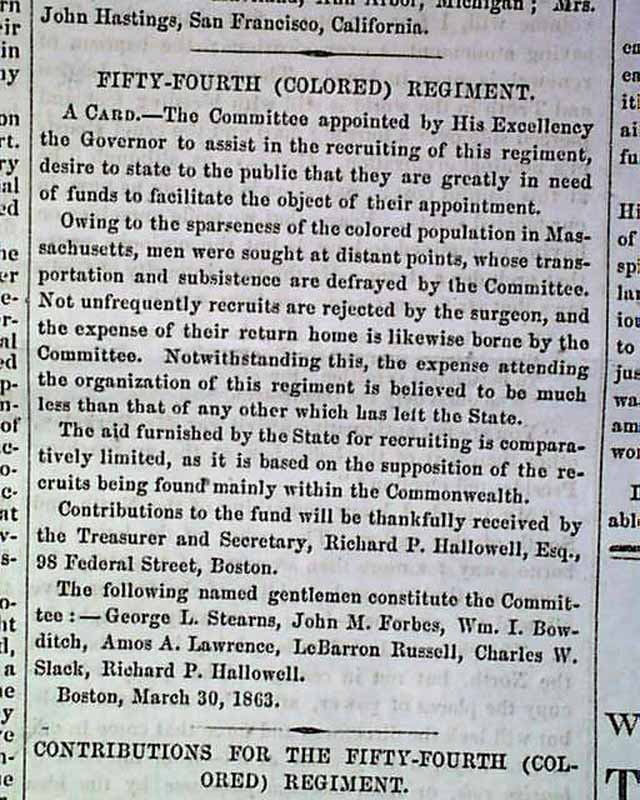 Arbor, Michigan; Mrs.
John Hastings, San Francisco, California.
FIFTY-FOURTH (COLORED) REGIMENT.
A CARD.—The Committee appointed by His Excellency
the Governor to assist in the recruiting of this regiment,
desire to state to the public that they are greatly in need
of funds to facilitate the object of their appointment.
Owing to the sparseness of the colored population in Mas-
sachusetts, men were sought at distant points, whose trans-
portation and subsistence are defrayed by the Committee.
Not unfrequently recruits are rejected by the surgeon, and
the expense of their return home is likewise borne by the
Committee. Notwithstanding this, the expense attending
the organization of this regiment is believed to be much
less than that of any other which has left the State.
The aid furnished by the State for recruiting is compara-
tively limited, as it is based on the supposition of the re-
cruits being found mainly within the Commonwealth.
Contributions to the fund will be thankfully received by
the Treasurer and Secretary, Richard P. Hallowell, Esq.,
98 Federal Street, Boston.
The following named gentlemen constitute the Commit-
tee:—George L. Stearns, John M. Forbes, Wm. I. Bow-
ditch, Amos A. Lawrence, LeBarron Russell, Charles W.
Slack, Richard P. Hallowell.
Boston, March 30, 1863.
CONTRIBUTIONS FOR THE FIFTY-FOURTH (COL-
ORED) REGIMENT.